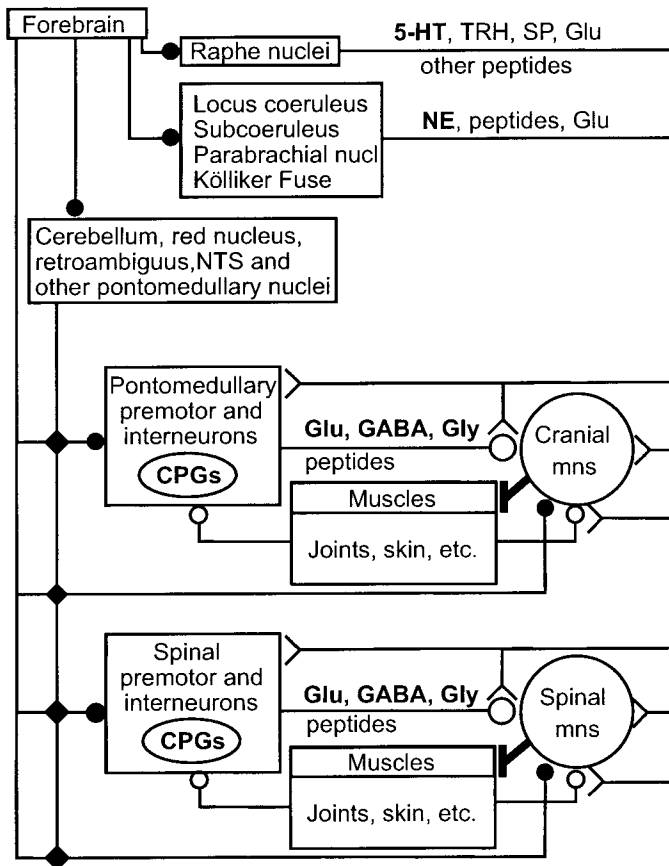 Forebrain
Raphe nuclei
5-HT, TRH, SP, Glu
other peptides
Locus coeruleus
Subcoeruleus
Parabrachial nucl
Kölliker Fuse
NE, peptides, Glu
Cerebellum, red nucleus,
retroambiguus,NTS and
other pontomedullary nuclei
Pontomedullary
premotor and
interneurons
CPGs
Glu, GABA, Gly
peptides
Cranial
mns
Muscles
Joints, skin, etc.
Spinal
premotor and
interneurons
CPGs
Glu, GABA, Gly
peptides
Spinal
mns
Muscles
Joints, skin, etc.